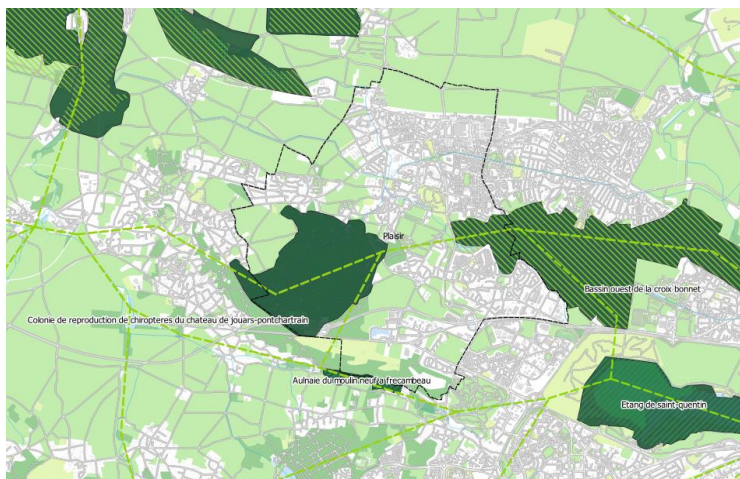 Plaisir
Bassin ouest de la croix bonnet
Colonie de reproduction de chiropteres du chateau de jouars-pontchartrain
Aulnaie du moulin neuf a frecambeau
Etang de saint-quentin